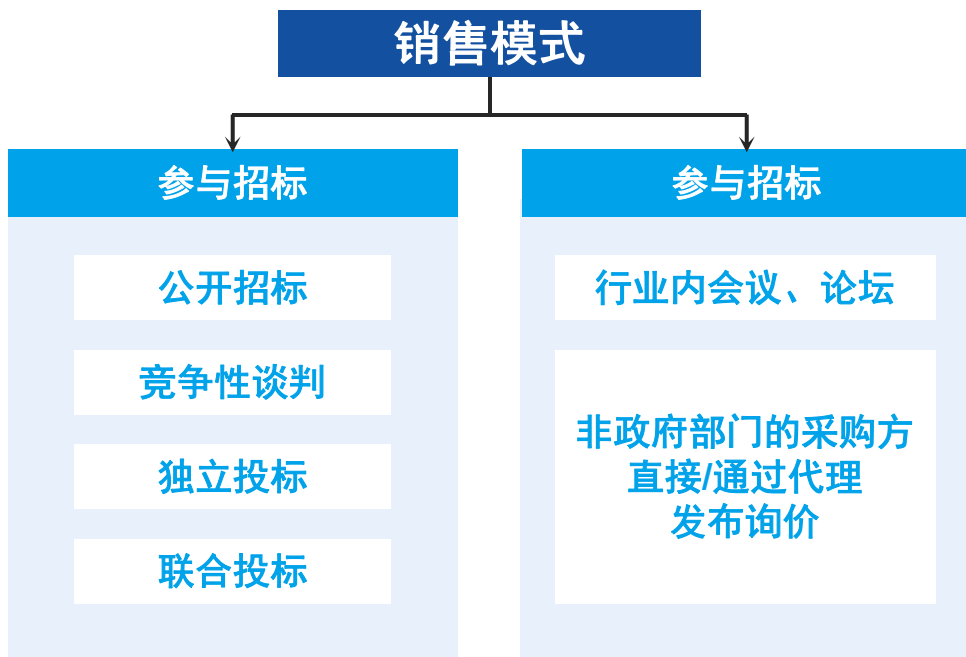 销售模式
参与招标
公开招标
竞争性谈判
独立投标
联合投标
参与招标
行业内会议、论坛
非政府部门的采购方
直接/通过代理
发布询价